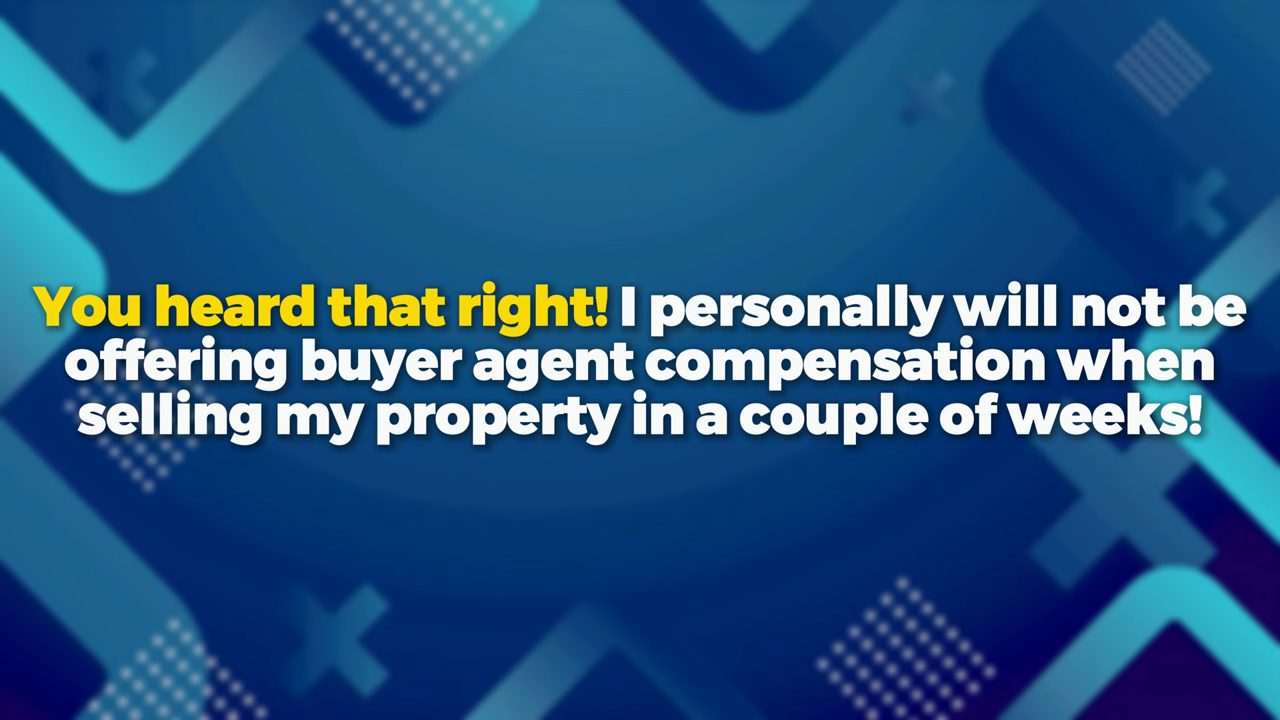 You heard that right! I personally will not be
offering buyer agent compensation when
selling my property in a couple of weeks!